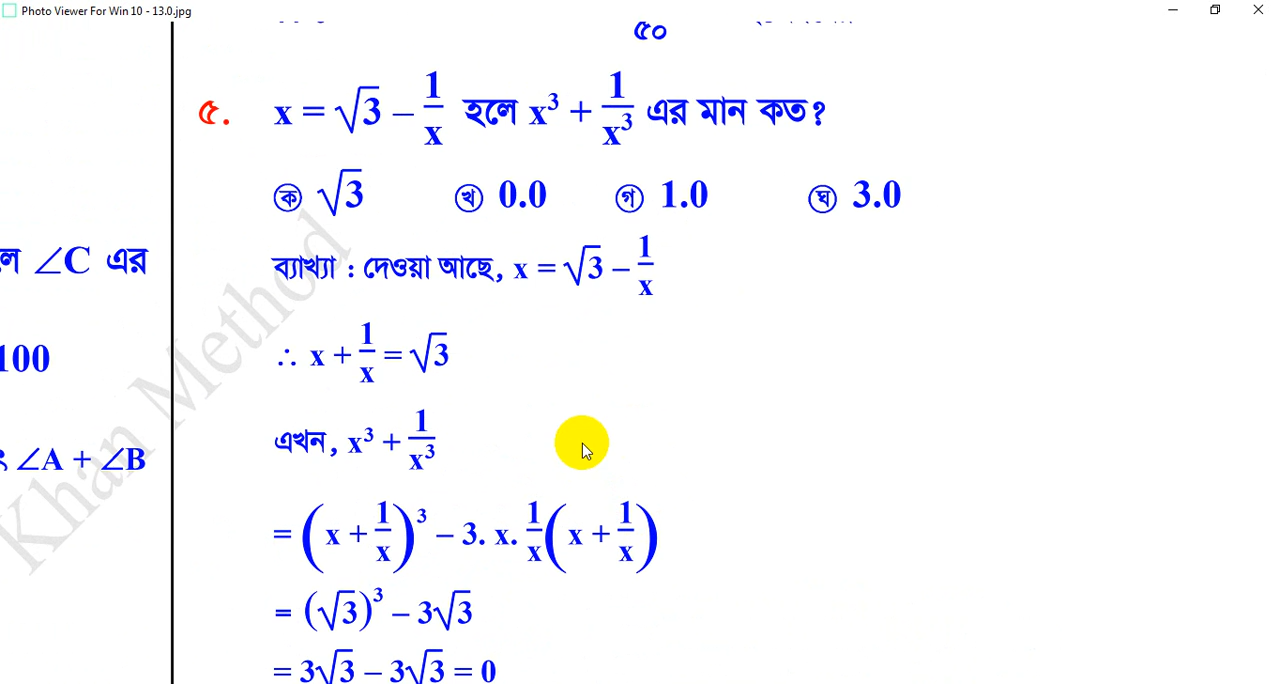 Photo Viewer For Win 10 - 13.0.jpg
৫০
৫. x = √3 – 1/x হলে x³ + 1/x³ এর মান কত?
ক √3 খ 0.0 গ 1.0 ঘ 3.0
ব্যাখ্যা : দেওয়া আছে, x = √3 – 1/x
∠C এর
∴ x + 1/x = √3
100
এখন, x³ + 1/x³
∠A + ∠B
= (x + 1/x)³ – 3. x. 1/x (x + 1/x)
= (√3)³ – 3√3
= 3√3 – 3√3 = 0
Khan Method